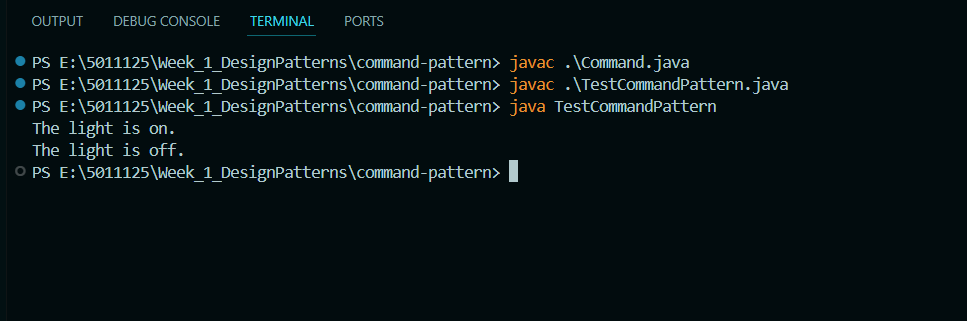 OUTPUT DEBUG CONSOLE TERMINAL PORTS
PS E:\5011125\Week_1_DesignPatterns\command-pattern> javac .\Command.java
PS E:\5011125\Week_1_DesignPatterns\command-pattern> javac .\TestCommandPattern.java
PS E:\5011125\Week_1_DesignPatterns\command-pattern> java TestCommandPattern
The light is on.
The light is off.
PS E:\5011125\Week_1_DesignPatterns\command-pattern>